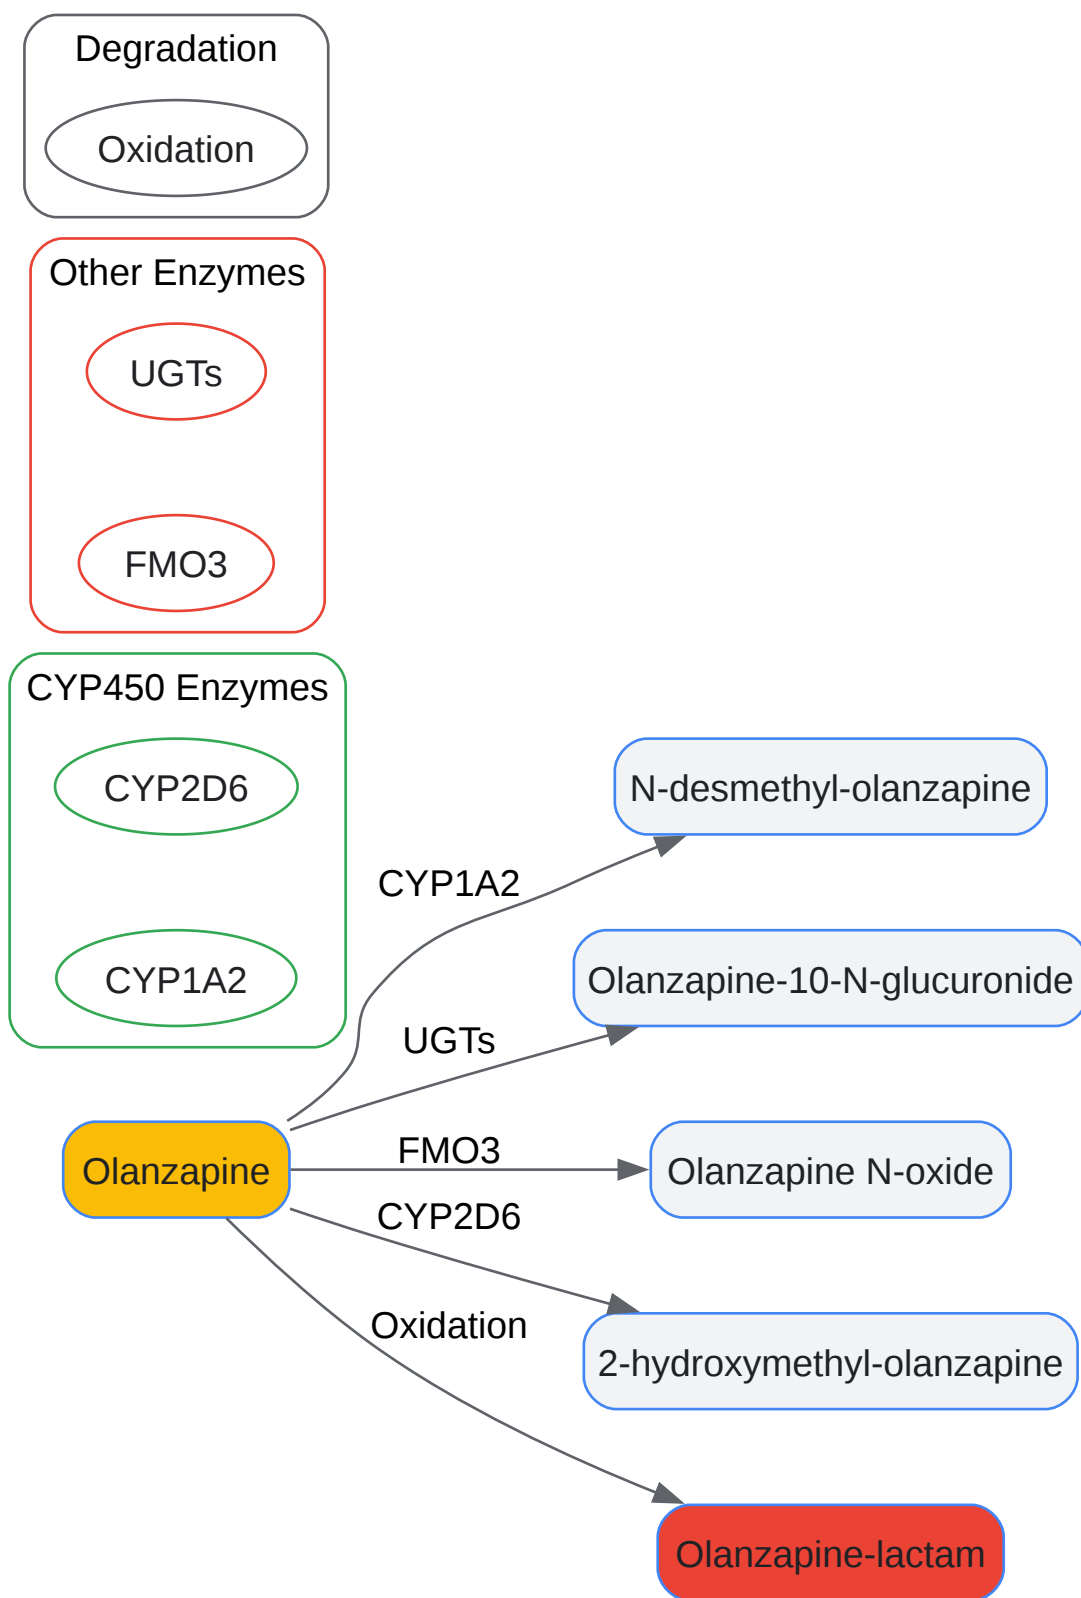 Degradation
Oxidation
Other Enzymes
UGTs
FMO3
CYP450 Enzymes
CYP2D6
CYP1A2
N-desmethyl-olanzapine
CYP1A2
Olanzapine-10-N-glucuronide
UGTs
Olanzapine
FMO3
Olanzapine N-oxide
CYP2D6
2-hydroxymethyl-olanzapine
Oxidation
Olanzapine-lactam